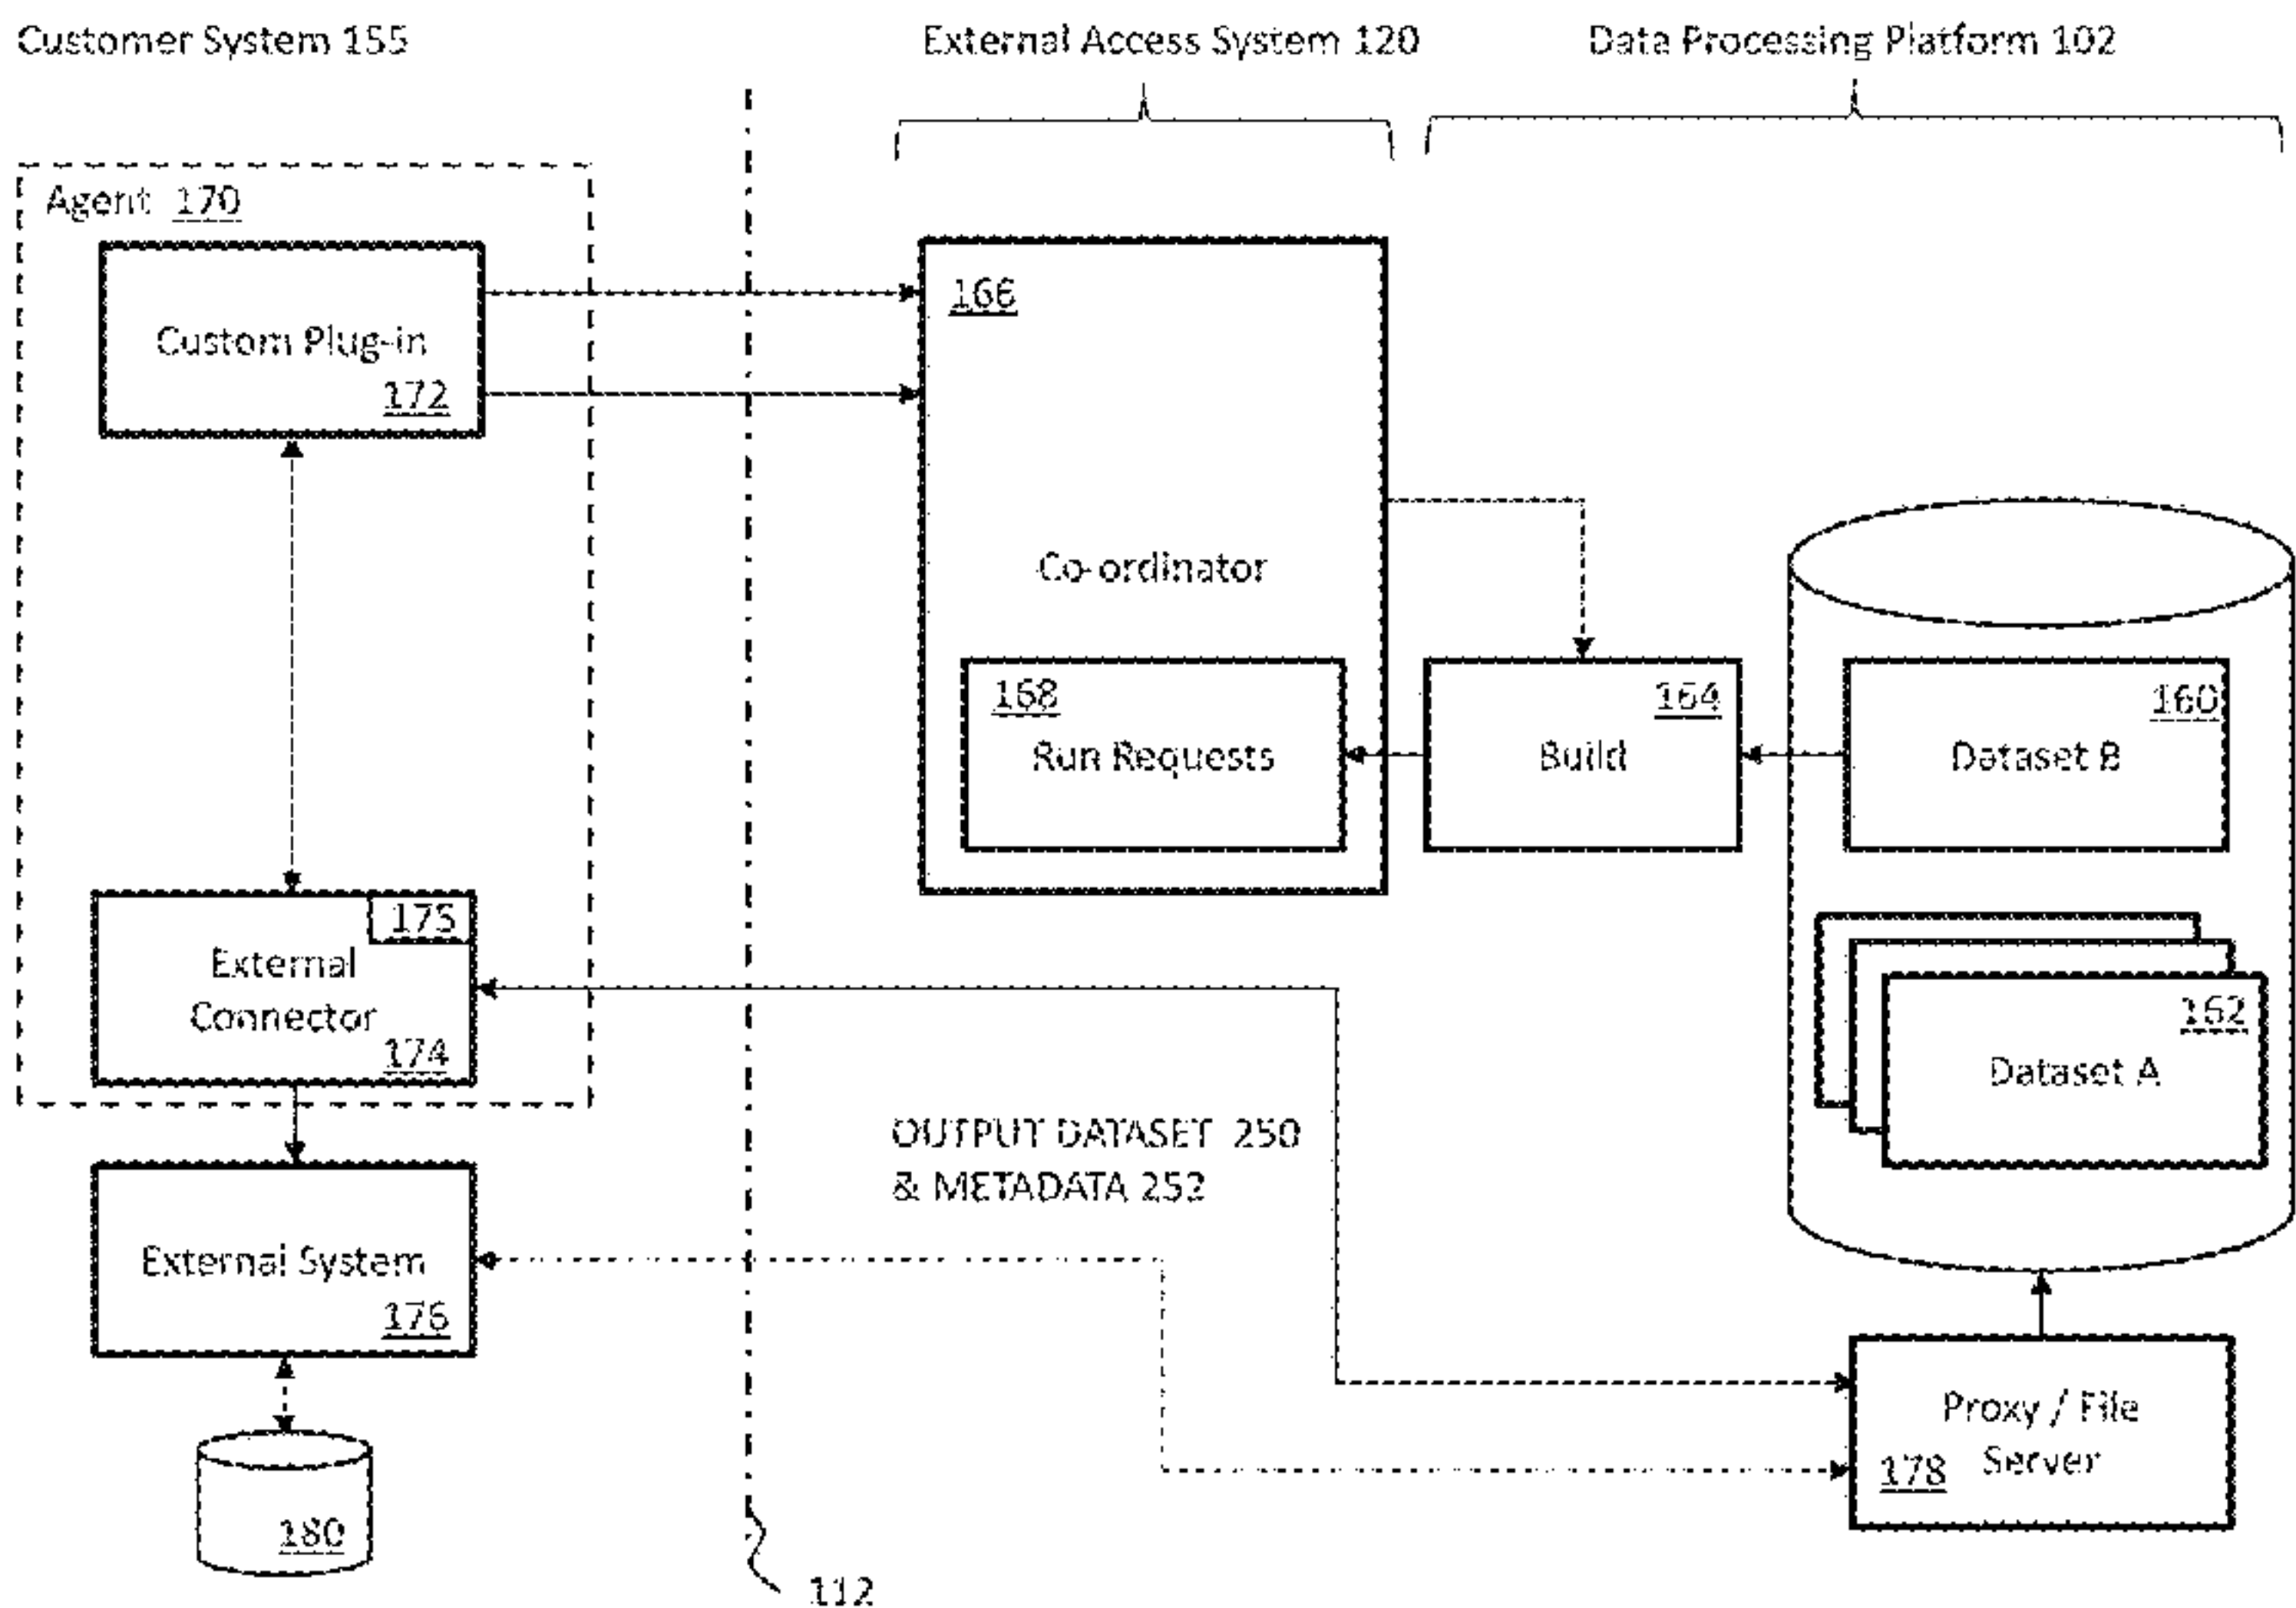 Customer System 155
External Access System 120
Data Processing Platform 102
Agent 170
Custom Plug-in
172
166
Co-ordinator
168
Run Requests
164
Build
160
Dataset B
175
External
Connector
174
162
Dataset A
OUTPUT DATASET 250
& METADATA 252
External System
176
Proxy / File
Server
178
180
112